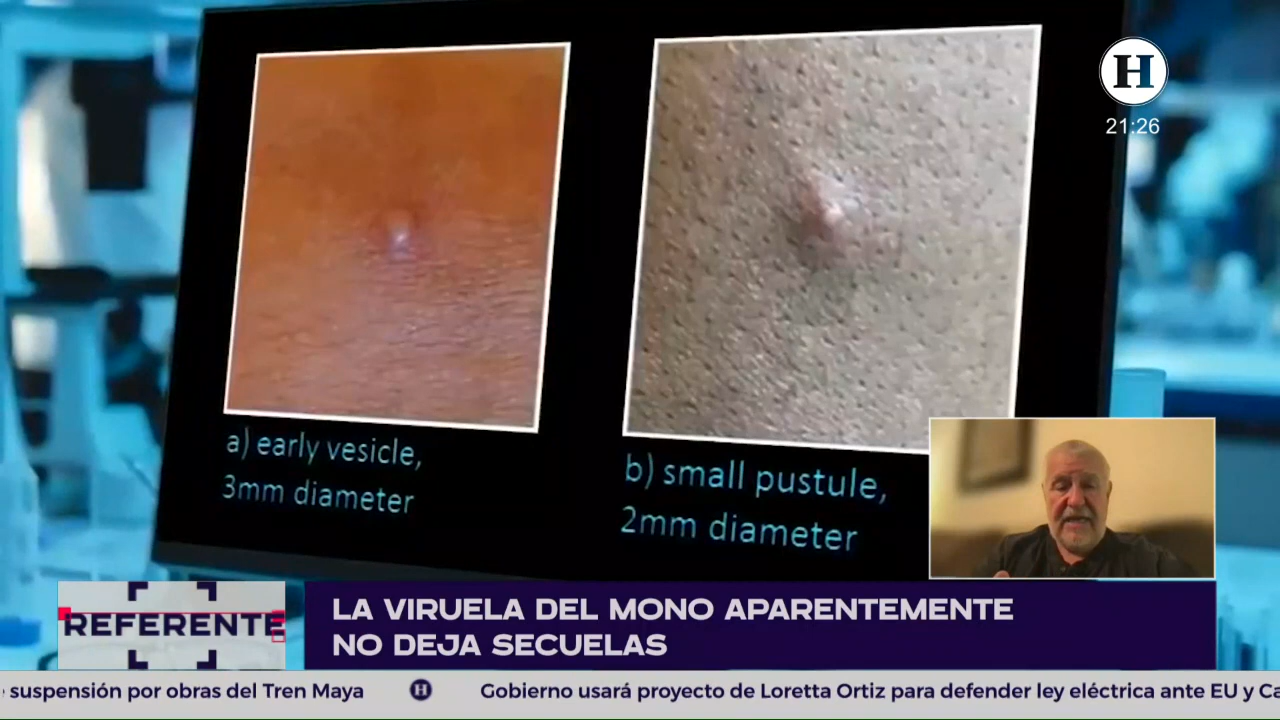 H
21:26
a) early vesicle,
3mm diameter
b) small pustule,
2mm diameter
REFERENTE
LA VIRUELA DEL MONO APARENTEMENTE
NO DEJA SECUELAS
suspensión por obras del Tren Maya
H
Gobierno usará proyecto de Loretta Ortiz para defender ley eléctrica ante EU y Ca